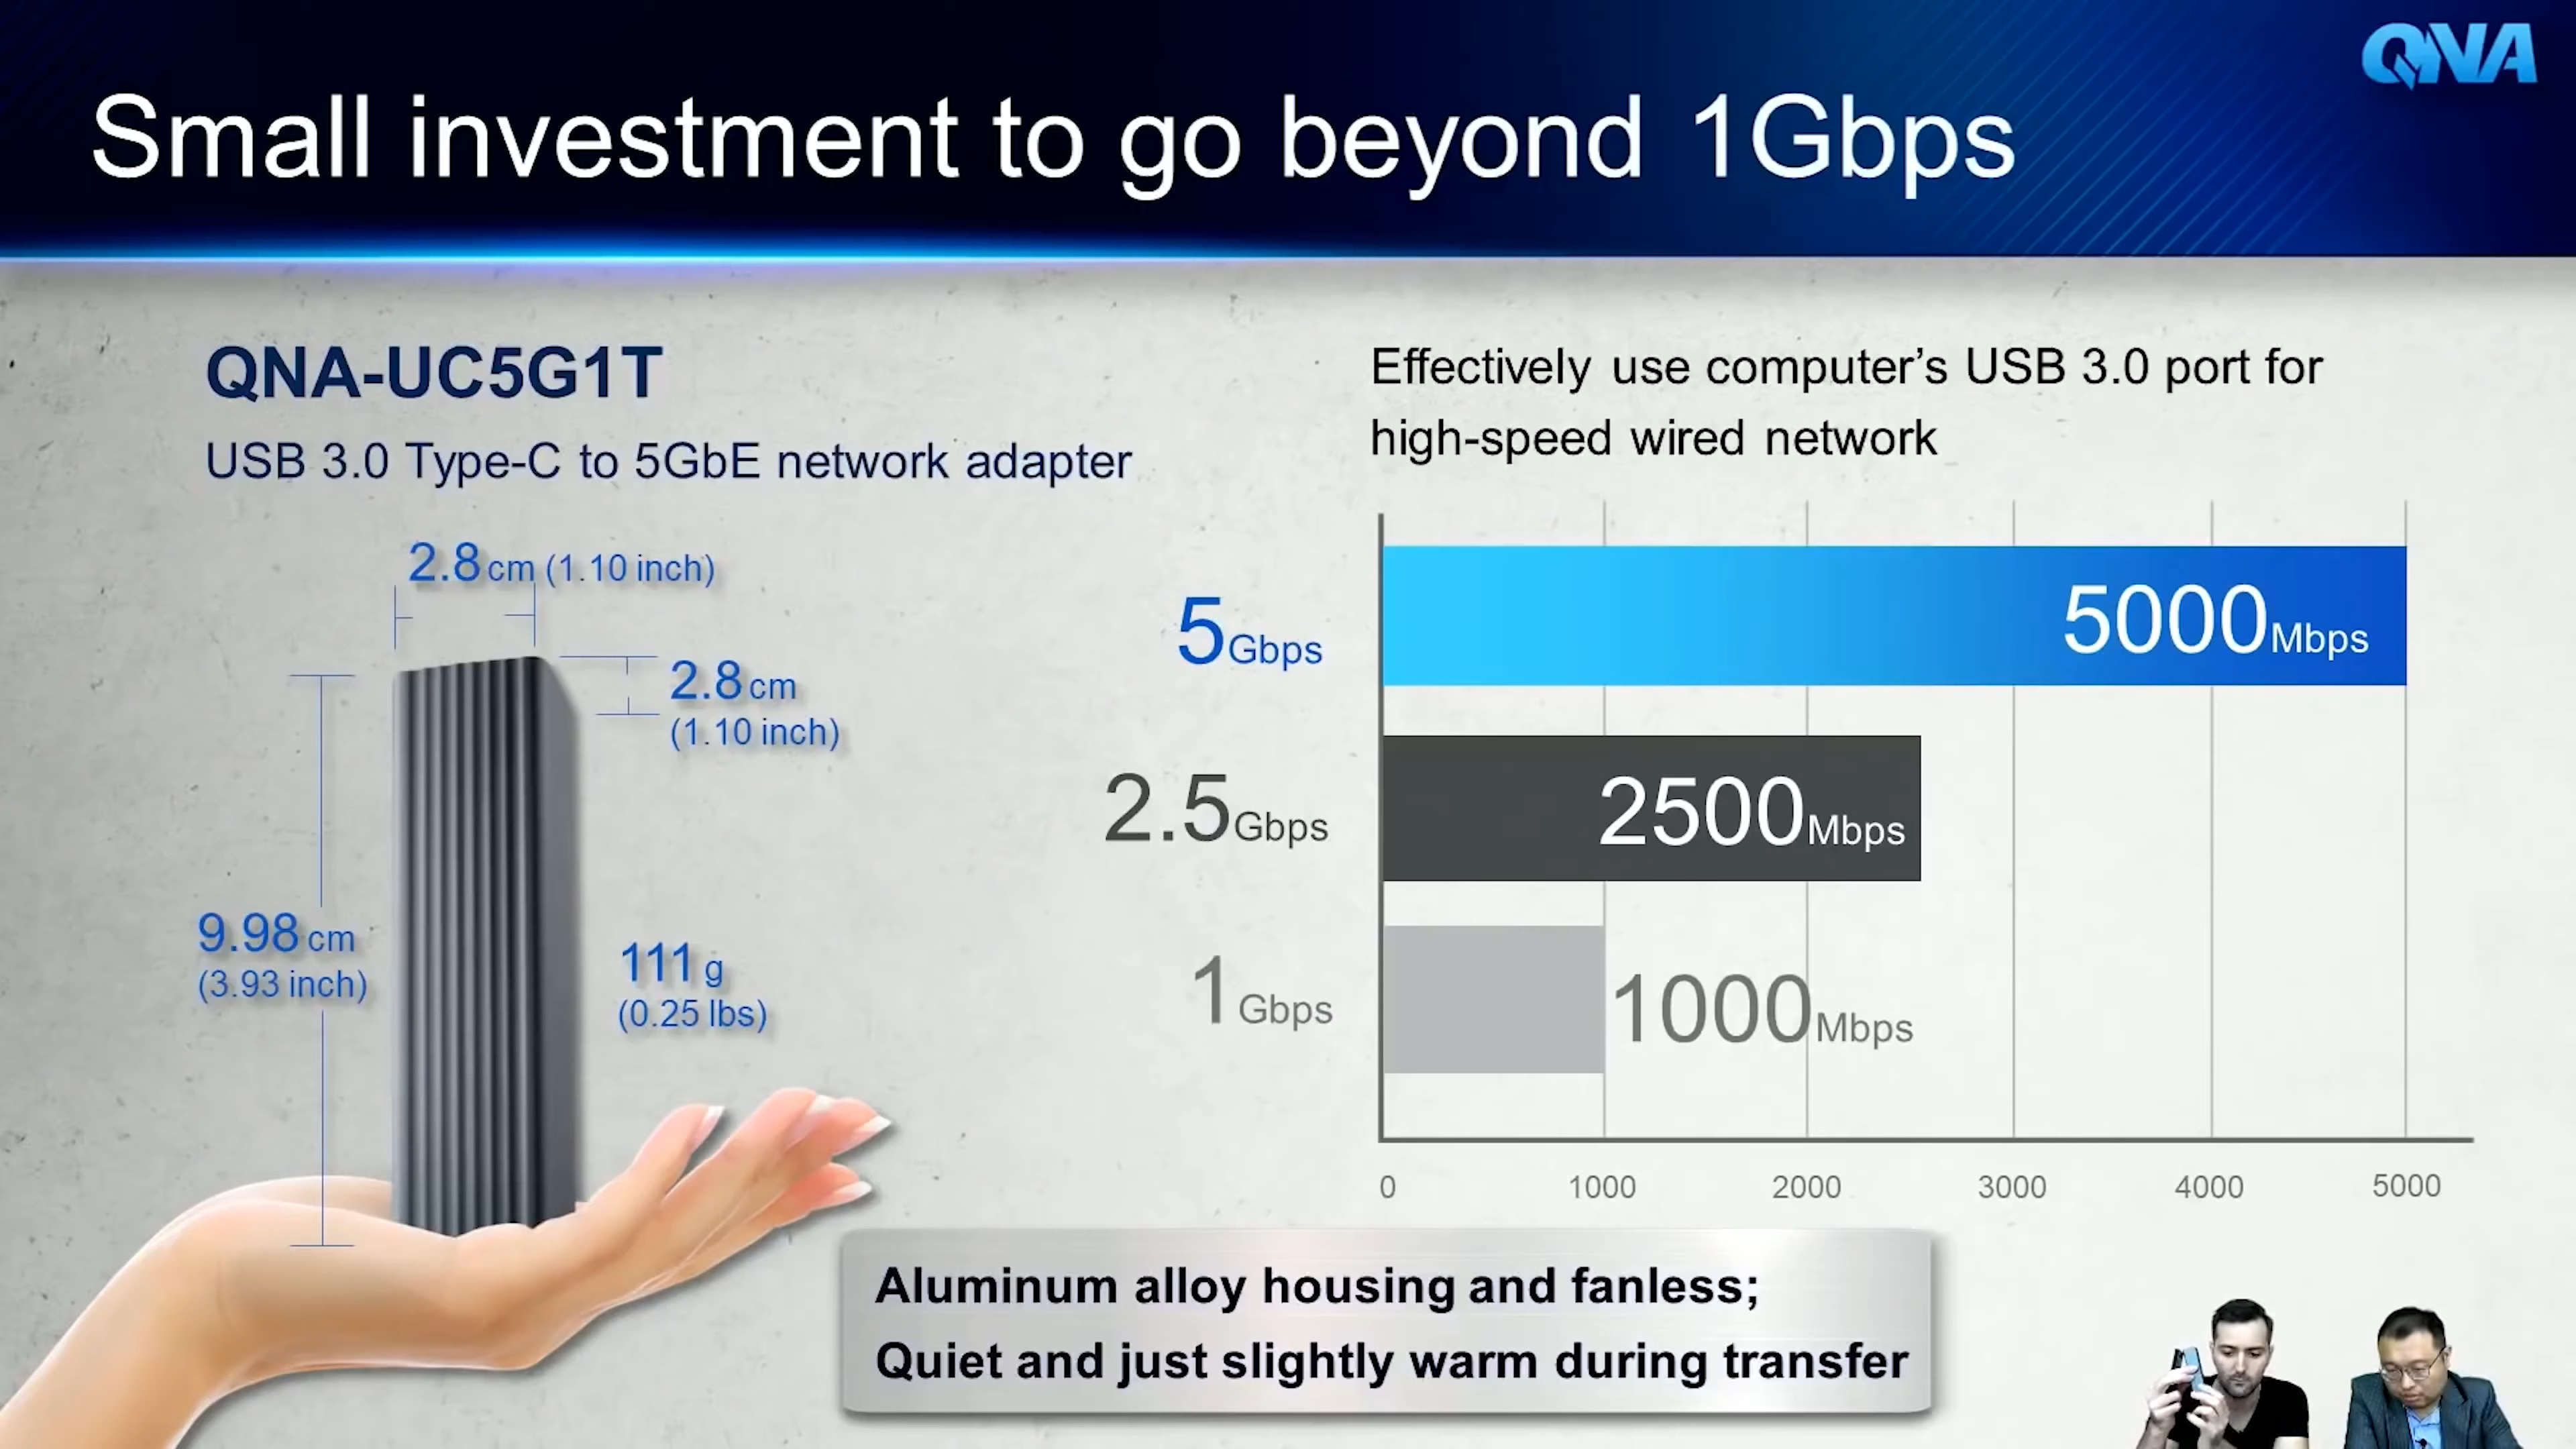 QNA
Small investment to go beyond 1Gbps
QNA-UC5G1T
USB 3.0 Type-C to 5GbE network adapter
2.8 cm (1.10 inch)
2.8 cm
(1.10 inch)
9.98 cm
(3.93 inch)
111 g
(0.25 lbs)
Effectively use computer’s USB 3.0 port for
high-speed wired network
5Gbps
5000Mbps
2.5Gbps
2500Mbps
1 Gbps
1000Mbps
0 1000 2000 3000 4000 5000
Aluminum alloy housing and fanless;
Quiet and just slightly warm during transfer